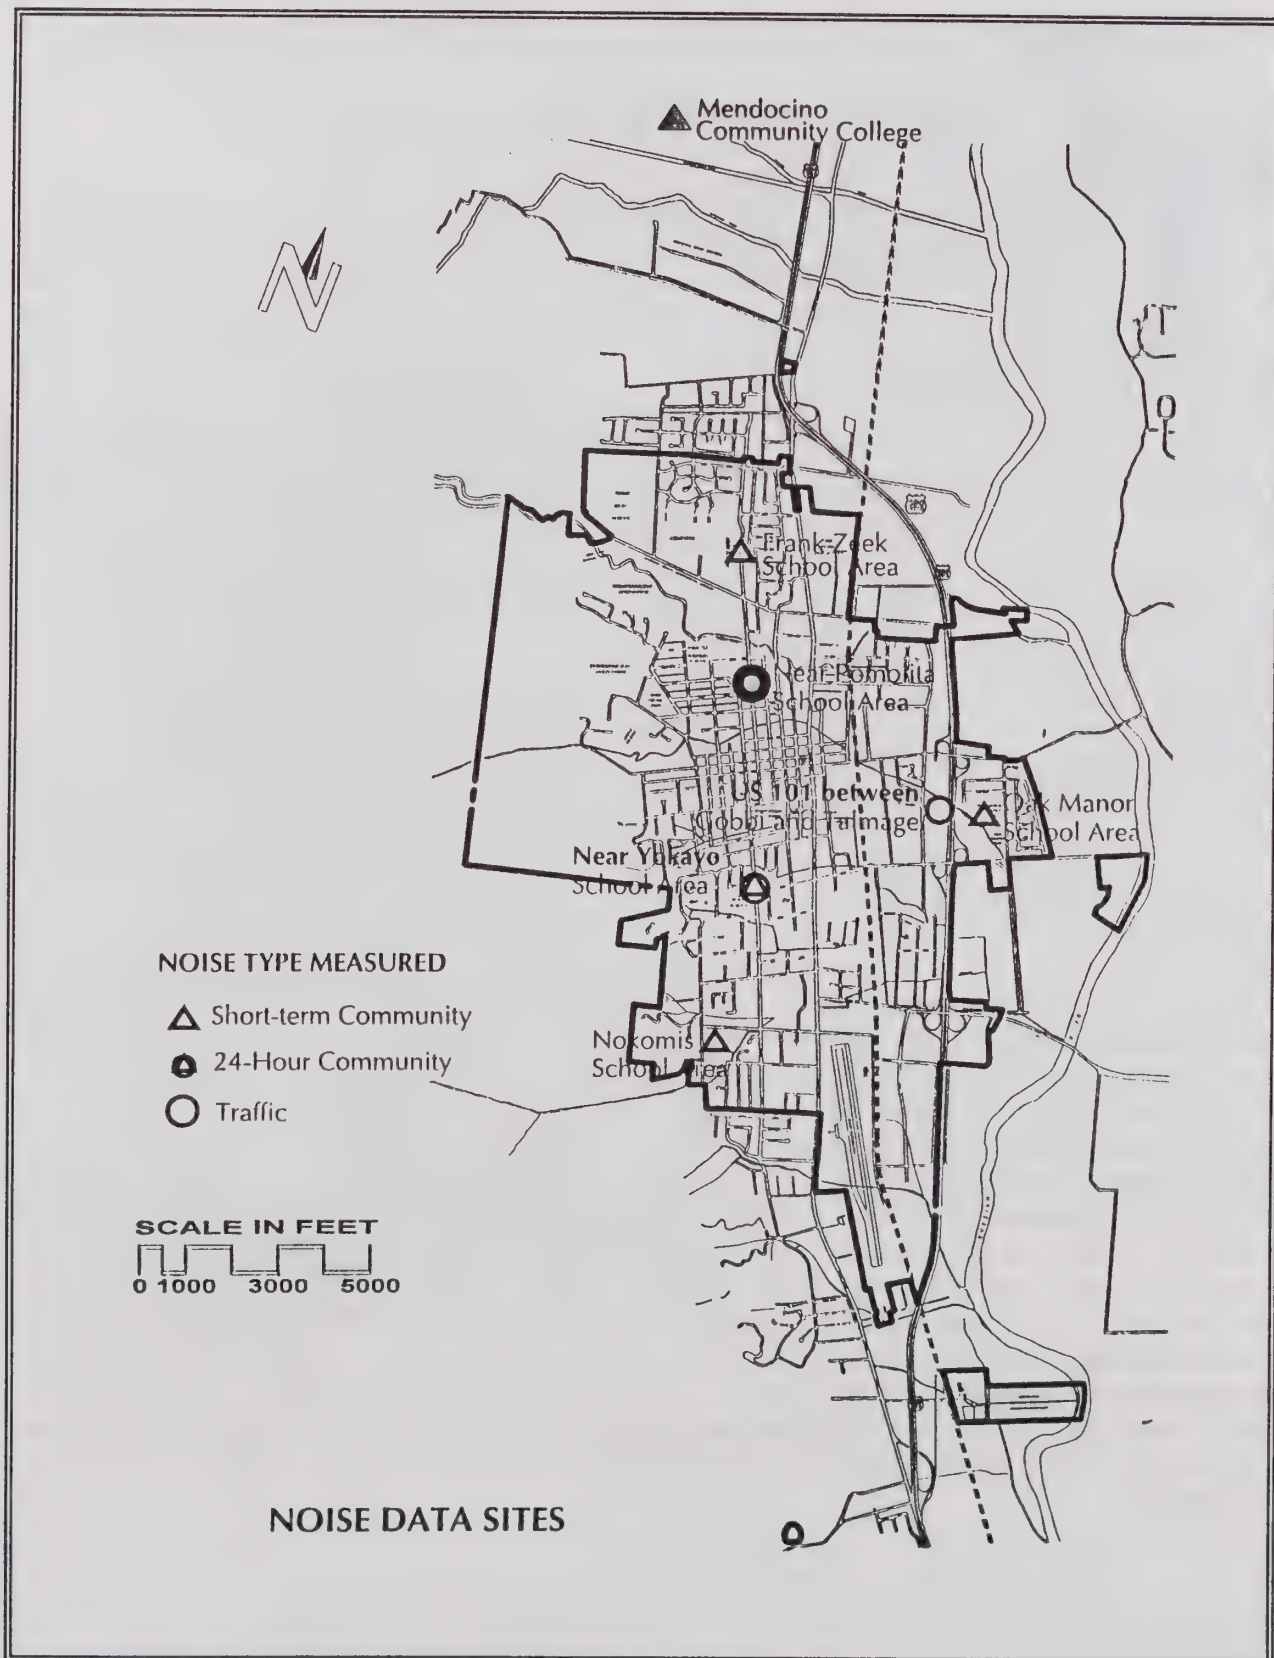 Mendocino
Community College
Frank Zeek
School Area
Near Pomolita
School Area
US 101 between
Gobbi and Talmage
Oak Manor
School Area
Near Yokayo
School Area
NOISE TYPE MEASURED
Short-term Community
24-Hour Community
Traffic
Nokomis
School Area
SCALE IN FEET
0 1000 3000 5000
NOISE DATA SITES